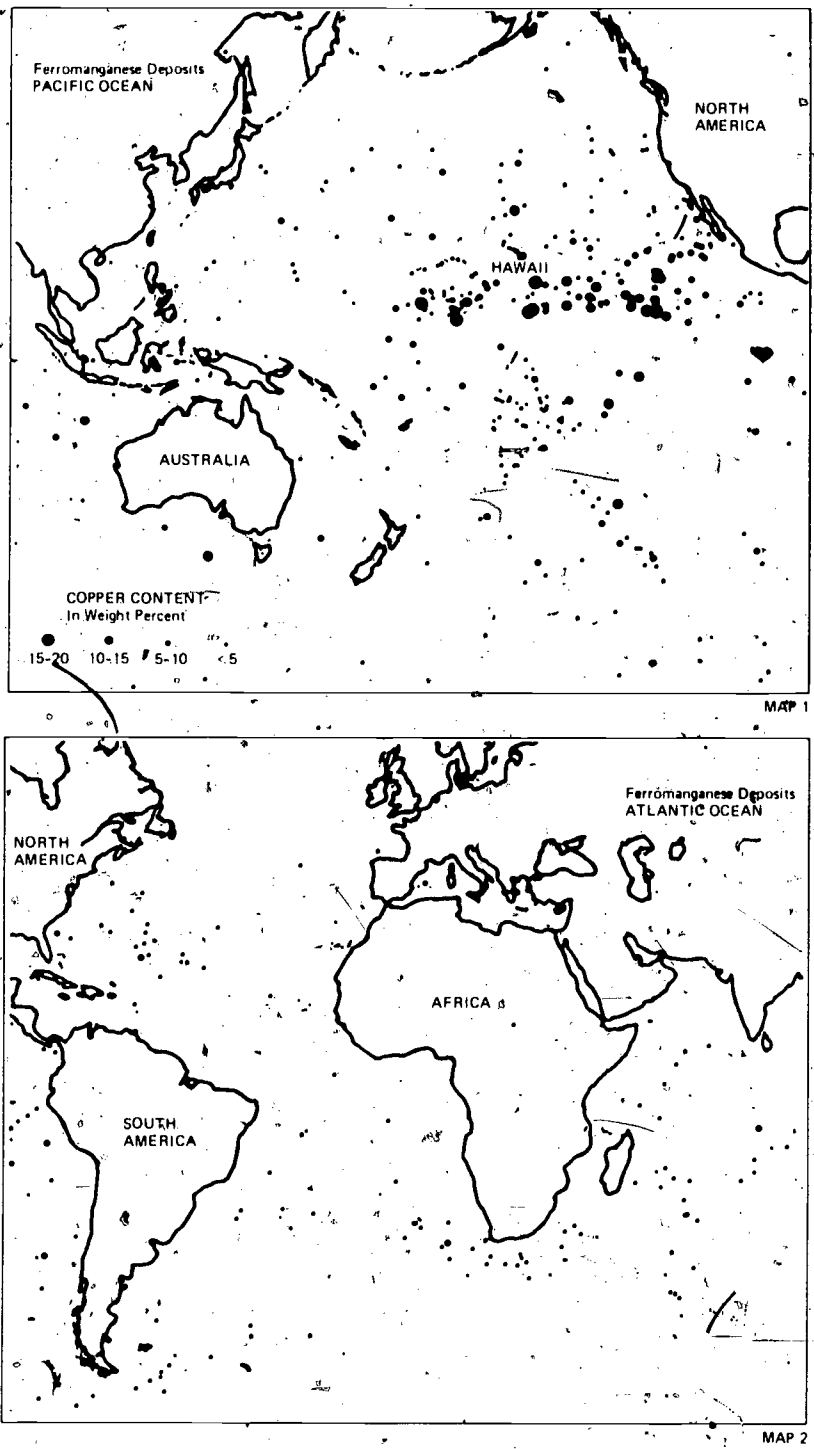 Ferromanganese Deposits
PACIFIC OCEAN
NORTH
AMERICA
HAWAII
AUSTRALIA
COPPER CONTENT
In Weight Percent
15-20 10-15 5-10 <.5
MAP 1
Ferromanganese Deposits
ATLANTIC OCEAN
NORTH
AMERICA
AFRICA
SOUTH
AMERICA
MAP 2